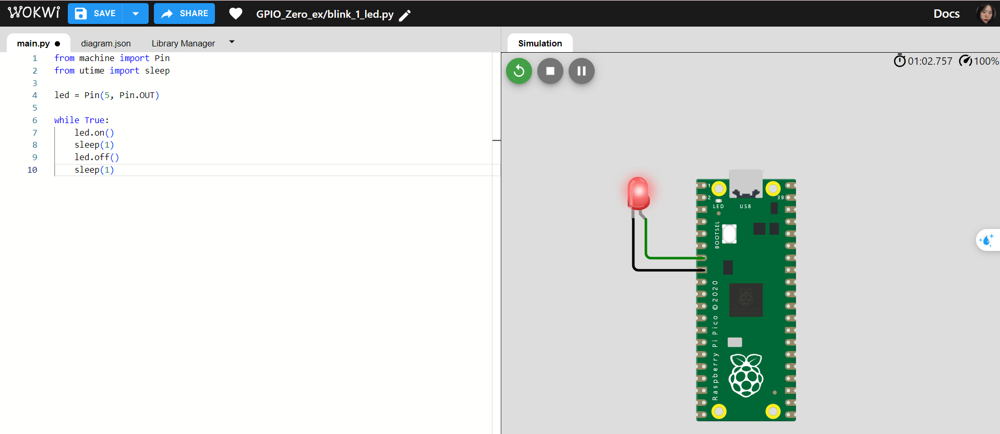 WOKWi SAVE SHARE GPIO_Zero_ex/blink_1_led.py Docs
main.py diagram.json Library Manager
1 from machine import Pin
2 from utime import sleep
3
4 led = Pin(5, Pin.OUT)
5
6 while True:
7 led.on()
8 sleep(1)
9 led.off()
10 sleep(1)
Simulation
01:02.757 100%
1
2
39
LED USB
BOOTSEL
Raspberry Pi Pico ©2020